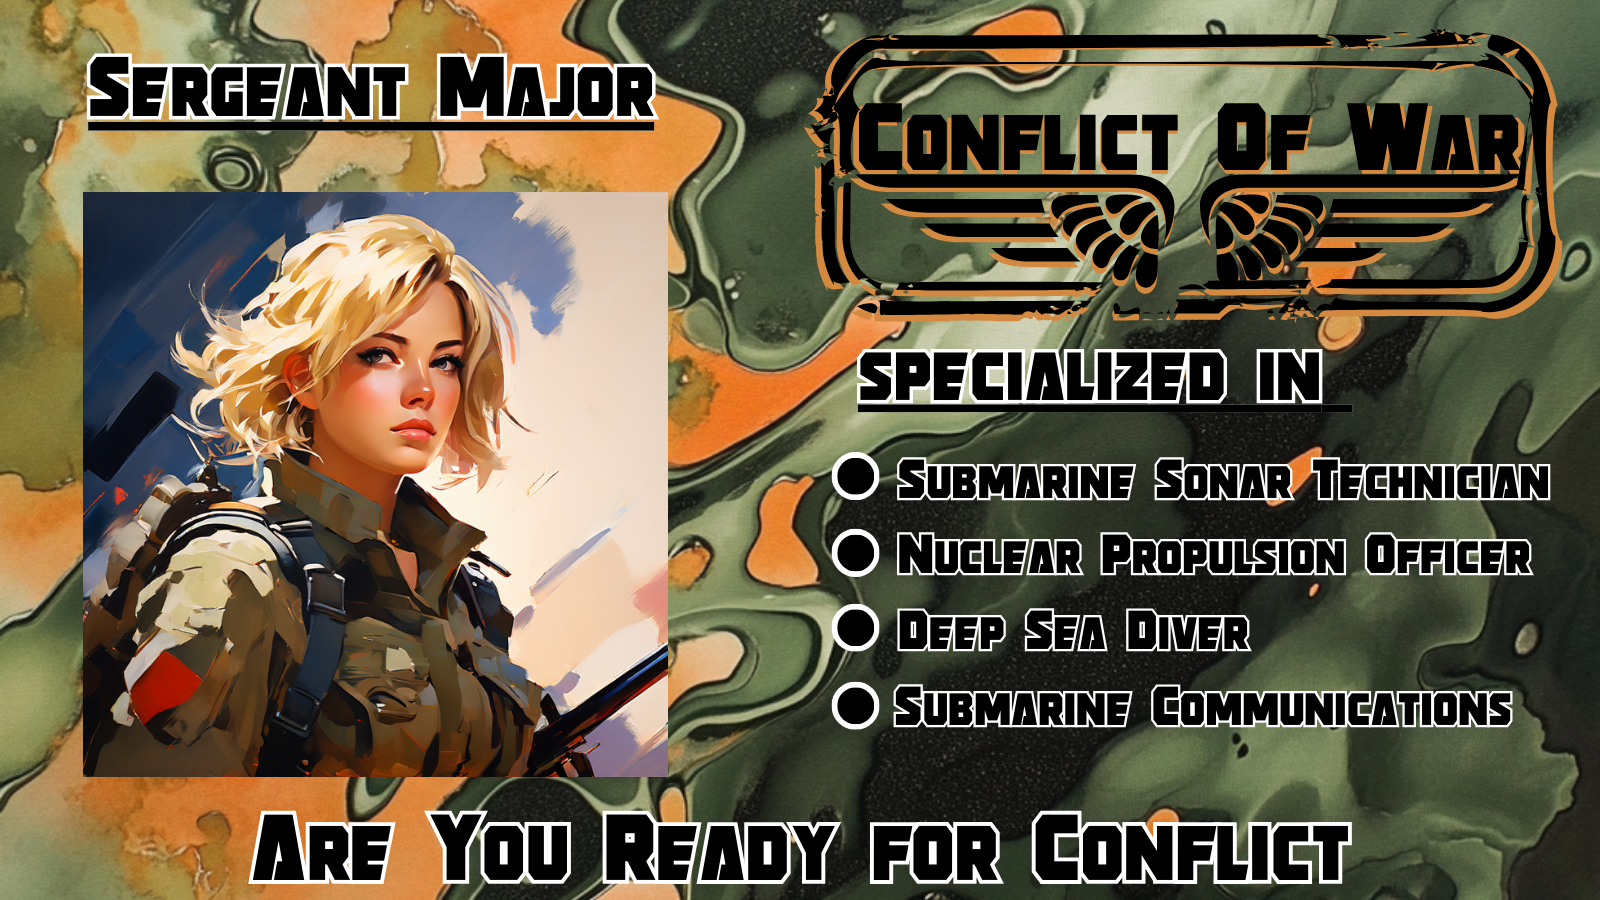 Sergeant Major
Conflict Of War
SPECIALIZED IN
Submarine Sonar Technician
Nuclear Propulsion Officer
Deep Sea Diver
Submarine Communications
Are You Ready for Conflict